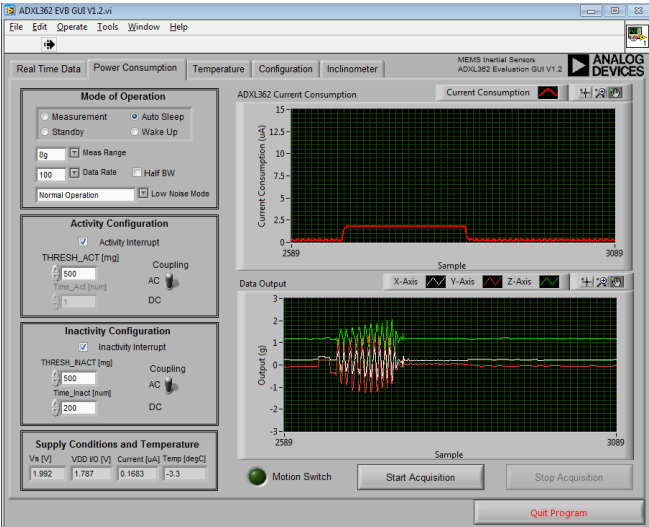 ADXL362 EVB GUI V1.2.vi
File Edit Operate Tools Window Help
1
Real Time Data Power Consumption Temperature Configuration Inclinometer
MEMS Inertial Sensors
ADXL362 Evaluation GUI V1.2
ANALOG
DEVICES
Mode of Operation
Measurement Auto Sleep
Standby Wake Up
8g Meas Range
100 Data Rate Half BW
Normal Operation Low Noise Mode
Activity Configuration
Activity Interrupt
THRESH_ACT [mg]
500
Time_Act [num]
1
Coupling
AC
DC
Inactivity Configuration
Inactivity Interrupt
THRESH_INACT [mg]
500
Time_Inact [num]
200
Coupling
AC
DC
Supply Conditions and Temperature
Vs [V] VDD I/O [V] Current [uA] Temp [degC]
1.992 1.787 0.1683 -3.3
ADXL362 Current Consumption
Current Consumption
Current Consumption (uA)
15
12.5
10
7.5
5
2.5
0
2589 3089
Sample
Data Output
X-Axis Y-Axis Z-Axis
Output (g)
3
2
1
0
-1
-2
-3
2589 3089
Sample
Motion Switch
Start Acquisition
Stop Acquisition
Quit Program